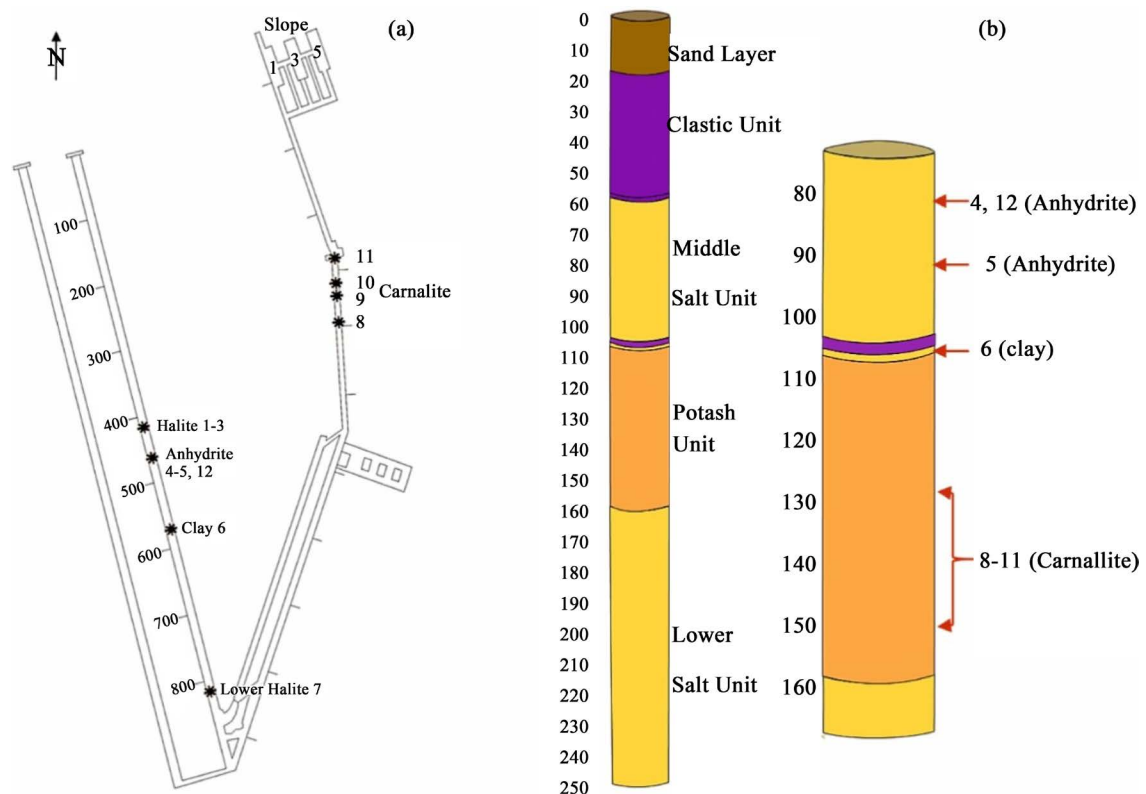 Slope
(a)
N
1 3 5
100
200
300
400
500
600
700
800
11
10
9
8
Carnalite
Halite 1-3
Anhydrite
4-5, 12
Clay 6
Lower Halite 7
0
10
20
30
40
50
60
70
80
90
100
110
120
130
140
150
160
170
180
190
200
210
220
230
240
250
Sand Layer
Clastic Unit
Middle
Salt Unit
Potash
Unit
Lower
Salt Unit
(b)
80
90
100
110
120
130
140
150
160
4, 12 (Anhydrite)
5 (Anhydrite)
6 (clay)
8-11 (Carnallite)